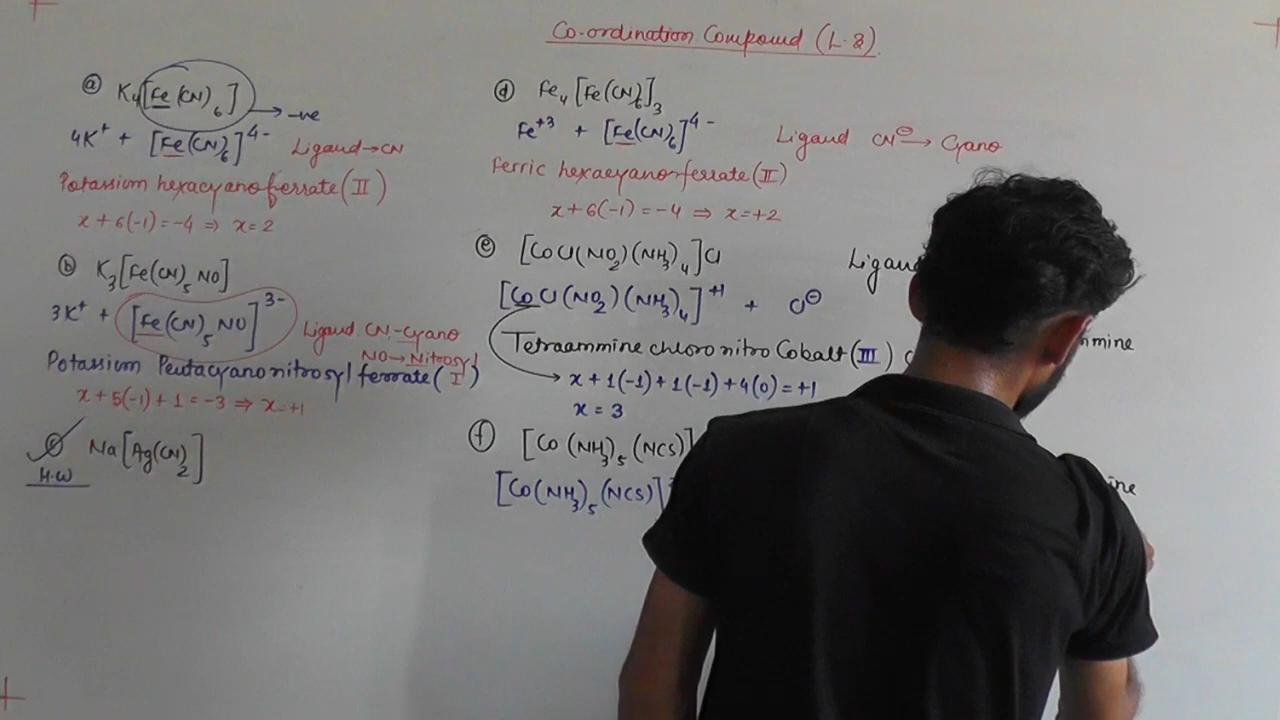 Co-ordination Compound (L-2)
ⓐ K₄[Fe(CN)₆] → -ve
4K⁺ + [Fe(CN)₆]⁴⁻ Ligand→CN
Potassium hexacyanoferrate(II)
x+6(-1)=-4 ⇒ x=2
ⓑ K₃[Fe(CN)₅NO]
3K⁺ + [Fe(CN)₅NO]³⁻ Ligand CN-Cyano
NO→Nitrosyl
Potassium Pentacyanonitrosyl ferrate(I)
x+5(-1)+1=-3 ⇒ x=+1
ⓒ Na[Ag(CN)₂]
H.W
ⓓ Fe₄[Fe(CN)₆]₃
Fe⁺³ + [Fe(CN)₆]⁴⁻ Ligand CN⊖→Cyano
Ferric hexacyanoferrate(II)
x+6(-1)=-4 ⇒ x=+2
ⓔ [CoCl(NO₂)(NH₃)₄]Cl Ligand
[CoCl(NO₂)(NH₃)₄]⁺¹ + Cl⊖
Tetraammine chloro nitro Cobalt(III)
→ x+1(-1)+1(-1)+4(0)=+1
x=3
ⓕ [Co(NH₃)₅(NCS)]
[Co(NH₃)₅(NCS)]